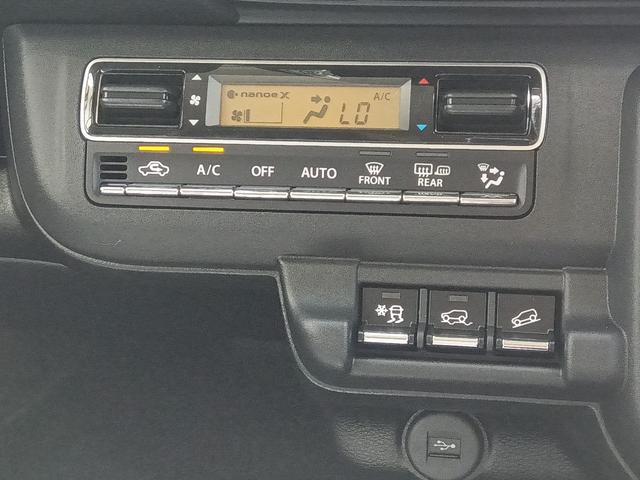 nanoe X
A/C
LO
A/C
OFF
AUTO
FRONT
REAR